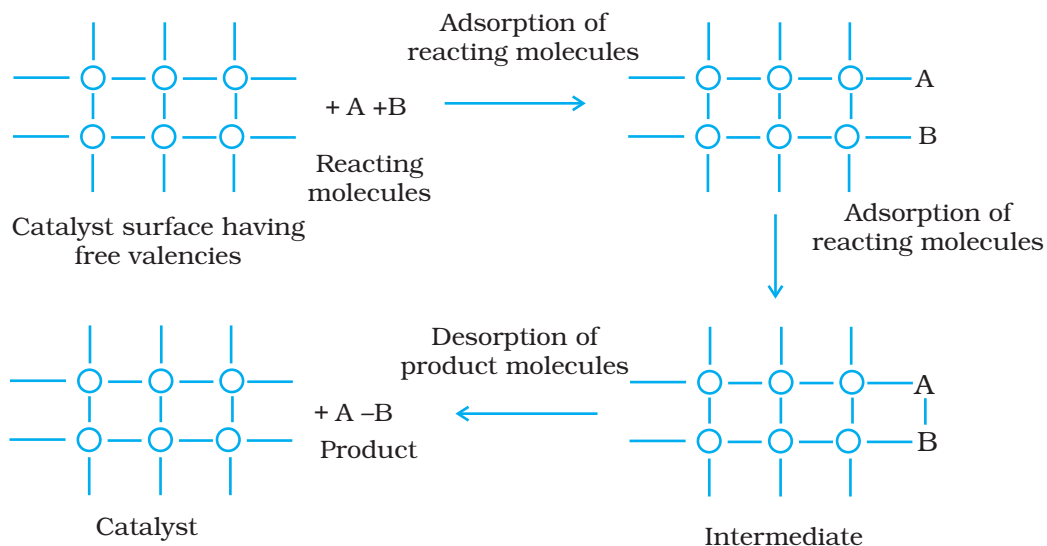 Adsorption of
reacting molecules
+ A +B
Reacting
molecules
Catalyst surface having
free valencies
A
B
Adsorption of
reacting molecules
Desorption of
product molecules
+ A –B
Product
Catalyst
A
B
Intermediate